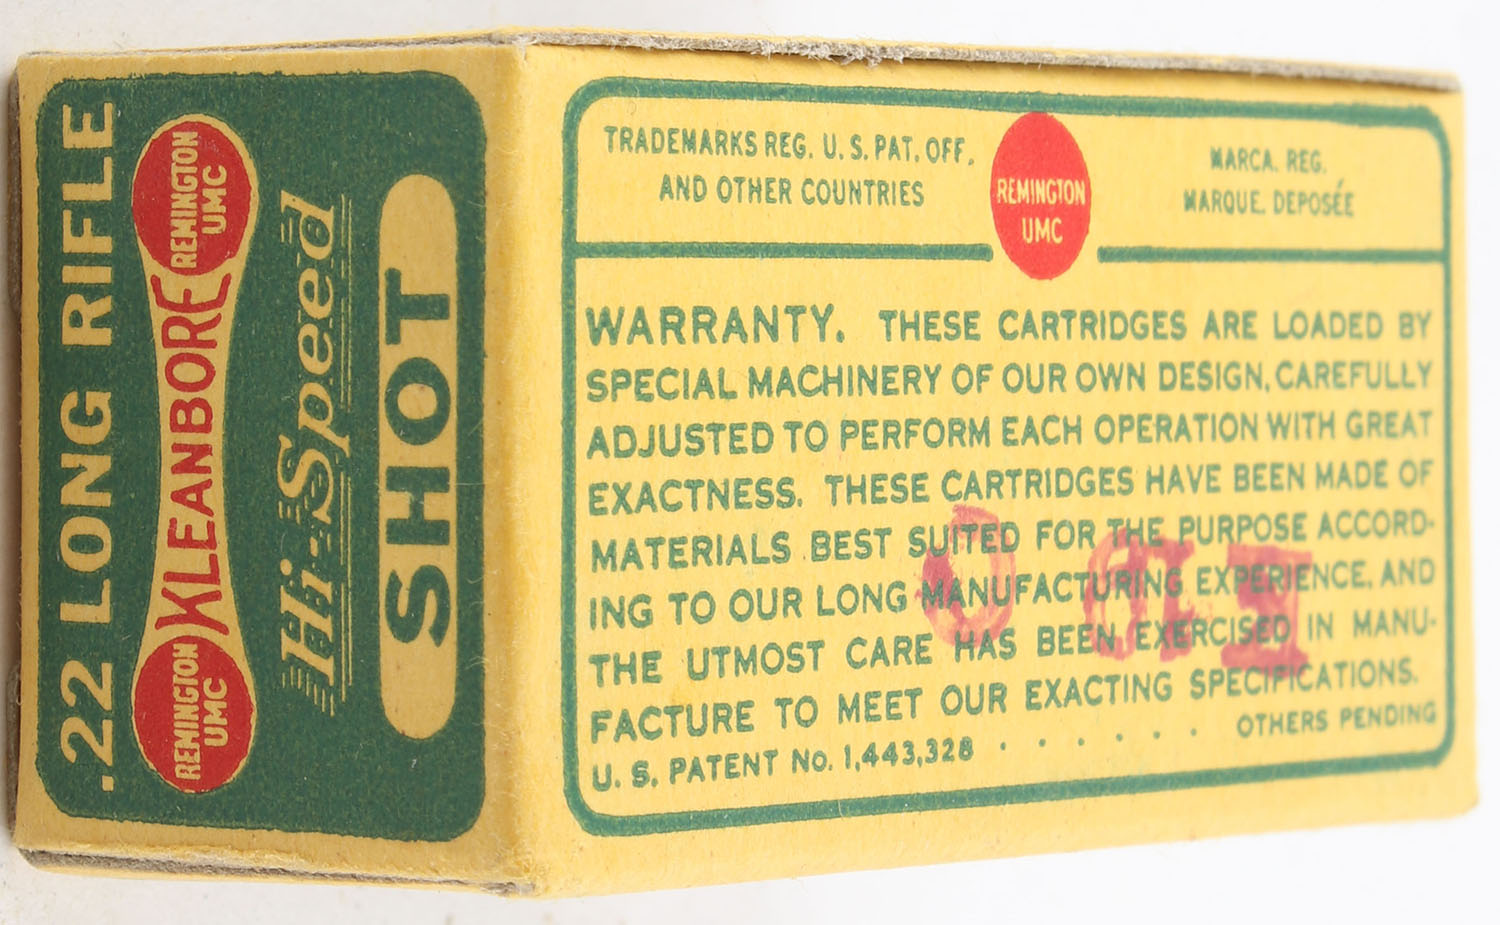 .22 LONG RIFLE
REMINGTON
UMC
KLEANBORE
REMINGTON
UMC
Hi-Speed
SHOT
TRADEMARKS REG. U. S. PAT. OFF.
AND OTHER COUNTRIES
REMINGTON
UMC
MARCA. REG.
MARQUE. DEPOSÉE
WARRANTY. THESE CARTRIDGES ARE LOADED BY
SPECIAL MACHINERY OF OUR OWN DESIGN, CAREFULLY
ADJUSTED TO PERFORM EACH OPERATION WITH GREAT
EXACTNESS. THESE CARTRIDGES HAVE BEEN MADE OF
MATERIALS BEST SUITED FOR THE PURPOSE ACCORD-
ING TO OUR LONG MANUFACTURING EXPERIENCE, AND
THE UTMOST CARE HAS BEEN EXERCISED IN MANU-
FACTURE TO MEET OUR EXACTING SPECIFICATIONS.
U. S. PATENT No. 1,443,328 . . . . . . OTHERS PENDING